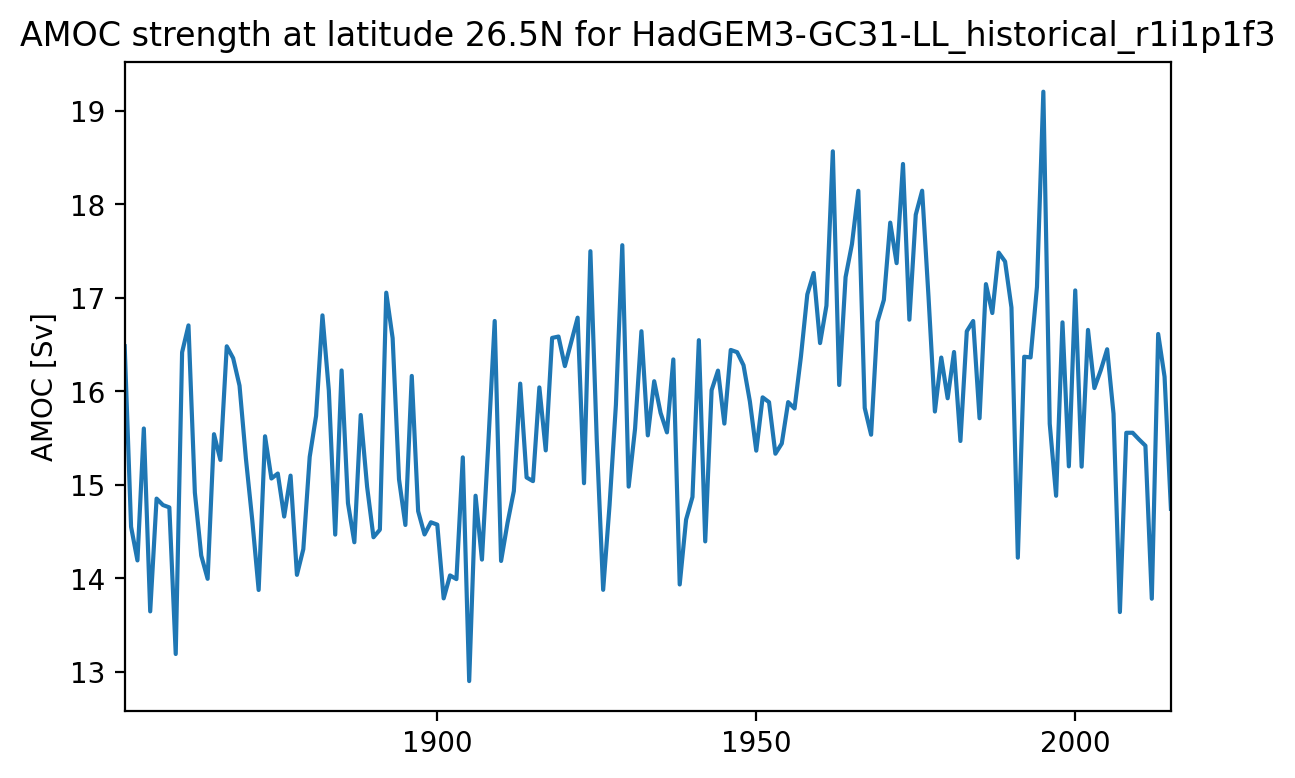 AMOC strength at latitude 26.5N for HadGEM3-GC31-LL_historical_r1i1p1f3
19
18
17
16
15
14
13
AMOC [Sv]
1900 1950 2000